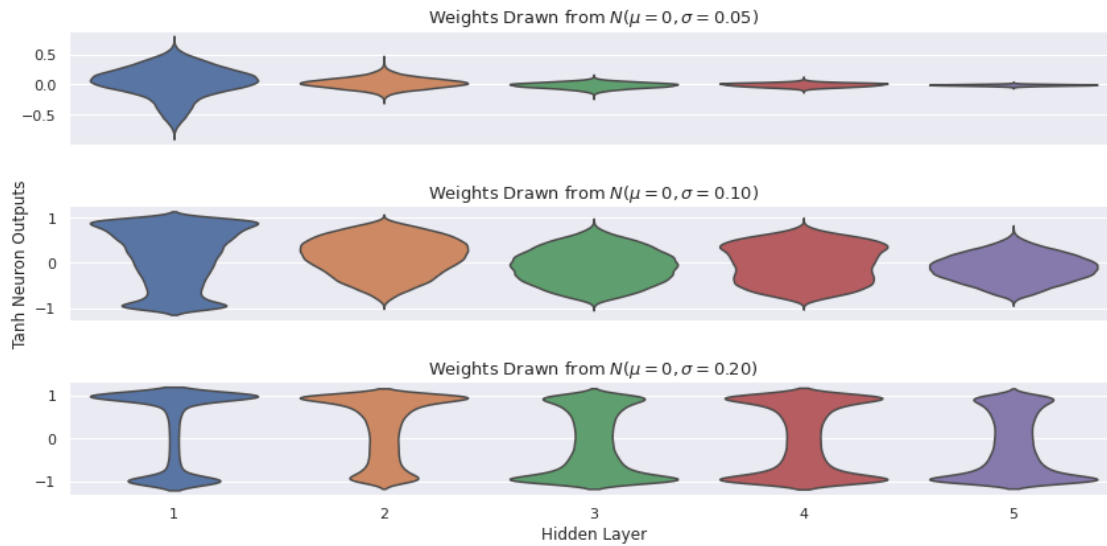 Weights Drawn from N(μ = 0, σ = 0.05)
0.5
0.0
−0.5
Weights Drawn from N(μ = 0, σ = 0.10)
1
0
−1
Tanh Neuron Outputs
Weights Drawn from N(μ = 0, σ = 0.20)
1
0
−1
1 2 3 4 5
Hidden Layer